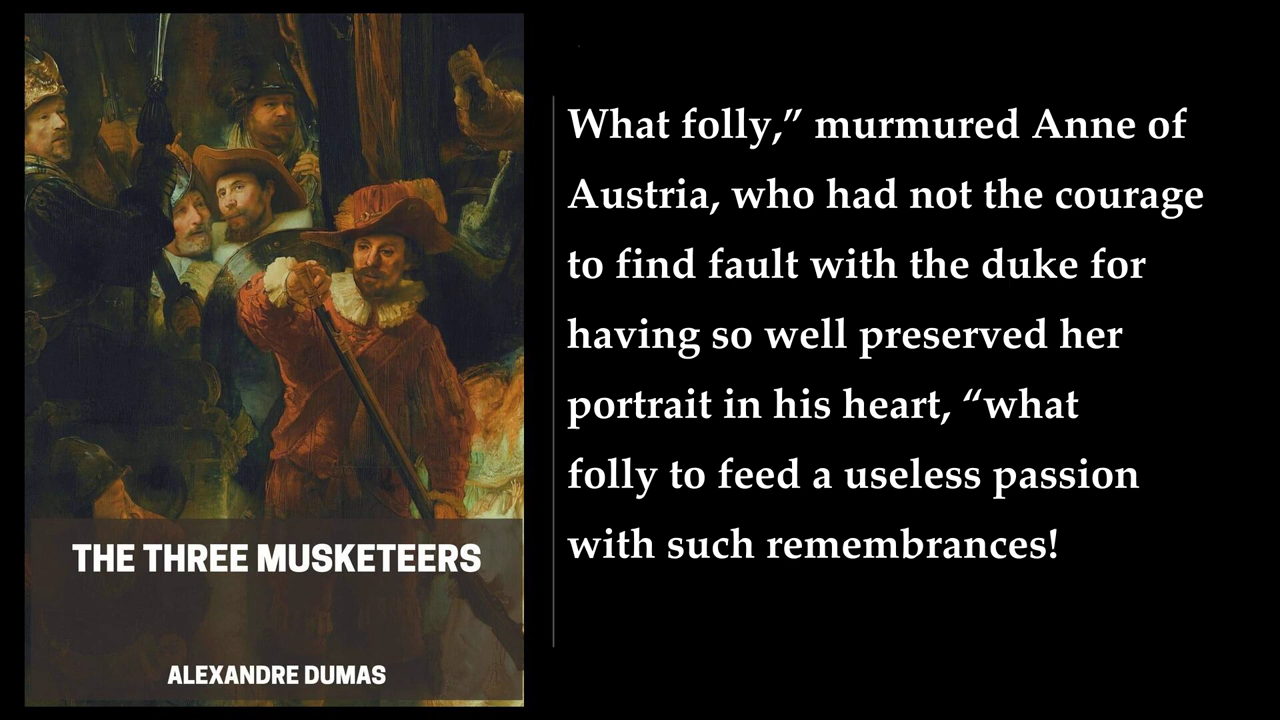 THE THREE MUSKETEERS
ALEXANDRE DUMAS
What folly,” murmured Anne of
Austria, who had not the courage
to find fault with the duke for
having so well preserved her
portrait in his heart, “what
folly to feed a useless passion
with such remembrances!